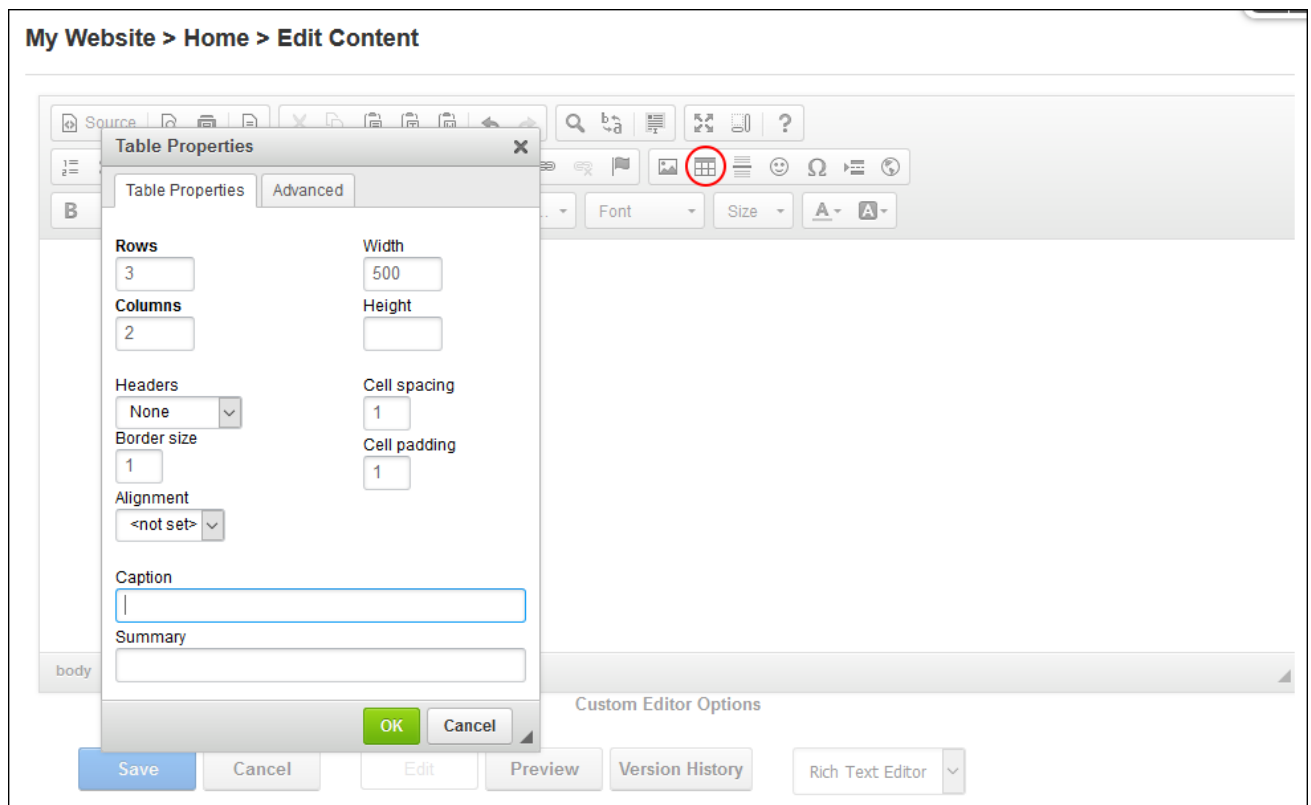 My Website > Home > Edit Content
Source
Table Properties
Table Properties Advanced
B
Font Size A A
Rows Width
3 500
Columns Height
2
Headers Cell spacing
None 1
Border size Cell padding
1 1
Alignment
<not set>
Caption
Summary
body
Custom Editor Options
OK Cancel
Save Cancel Edit Preview Version History Rich Text Editor